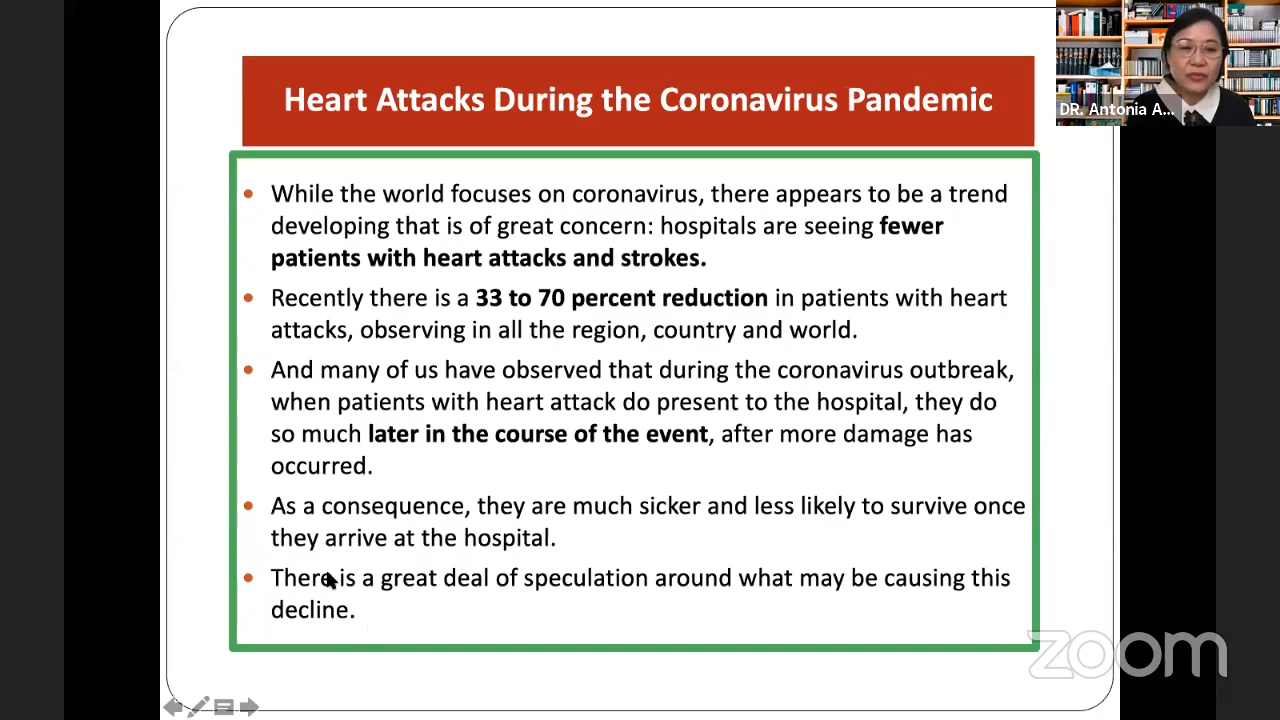 Heart Attacks During the Coronavirus Pandemic
DR. Antonia A...
• While the world focuses on coronavirus, there appears to be a trend
developing that is of great concern: hospitals are seeing fewer
patients with heart attacks and strokes.
• Recently there is a 33 to 70 percent reduction in patients with heart
attacks, observing in all the region, country and world.
• And many of us have observed that during the coronavirus outbreak,
when patients with heart attack do present to the hospital, they do
so much later in the course of the event, after more damage has
occurred.
• As a consequence, they are much sicker and less likely to survive once
they arrive at the hospital.
• There is a great deal of speculation around what may be causing this
decline.
zoom